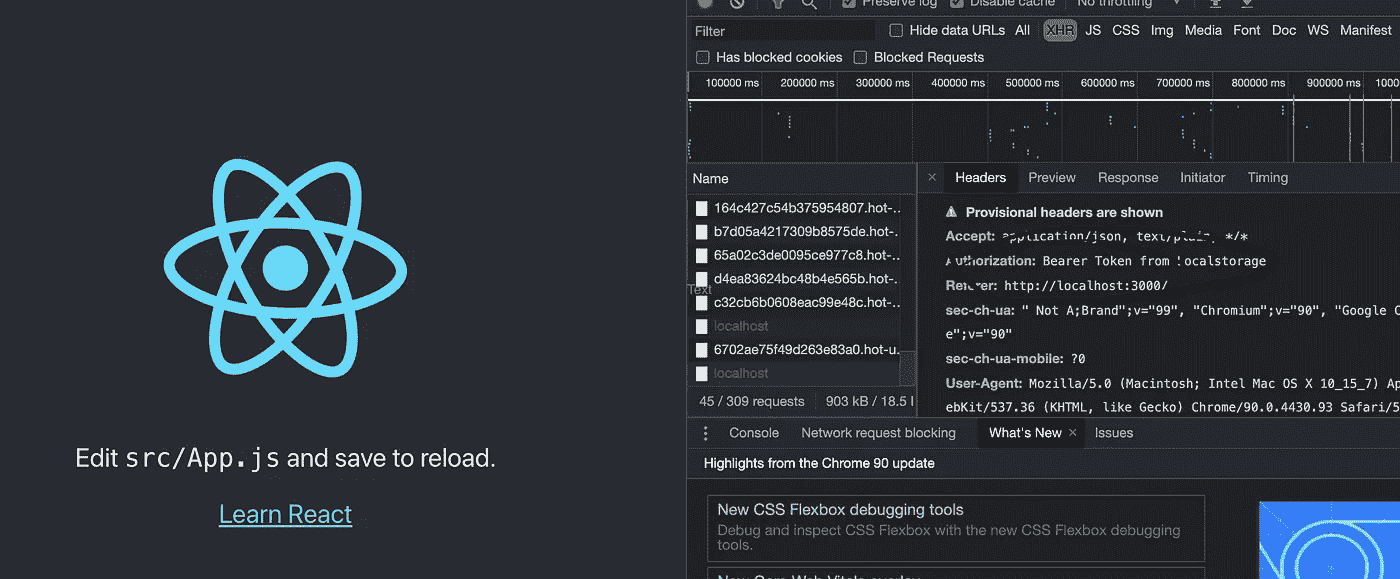 Edit src/App.js and save to reload.
Learn React
Preserve log Disable cache No throttling
Filter Hide data URLs All XHR JS CSS Img Media Font Doc WS Manifest
Has blocked cookies Blocked Requests
100000 ms 200000 ms 300000 ms 400000 ms 500000 ms 600000 ms 700000 ms 800000 ms 900000 ms 1000
Name
164c427c54b375954807.hot-..
b7d05a4217309b8575de.hot-.
65a02c3de0095ce977c8.hot-..
d4ea83624bc48b4e565b.hot-.
Text
c32cb6b0608eac99e48c.hot-..
localhost
6702ae75f49d263e83a0.hot-u.
localhost
45 / 309 requests 903 kB / 18.5
× Headers Preview Response Initiator Timing
Provisional headers are shown
Accept: application/json, text/plain, */*
Authorization: Bearer Token from localstorage
http://localhost:3000/
sec-ch-ua: " Not A;Brand";v="99", "Chromium";v="90", "Google C
e";v="90"
sec-ch-ua-mobile: ?0
User-Agent: Mozilla/5.0 (Macintosh; Intel Mac OS X 10_15_7) Ap
ebKit/537.36 (KHTML, like Gecko) Chrome/90.0.4430.93 Safari/5
Console Network request blocking What's New × Issues
Highlights from the Chrome 90 update
New CSS Flexbox debugging tools
Debug and inspect CSS Flexbox with the new CSS Flexbox debugging
tools.
New Core Web Vitals overlay